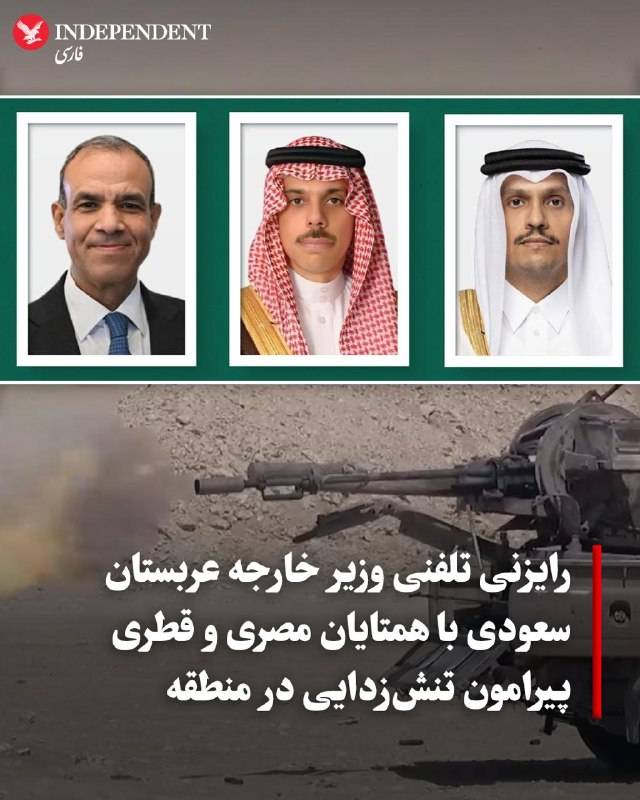 INDEPENDENT
فارسی
رایزنی تلفنی وزیر خارجه عربستان
سعودی با همتایان مصری و قطری
پیرامون تنش‌زدایی در منطقه